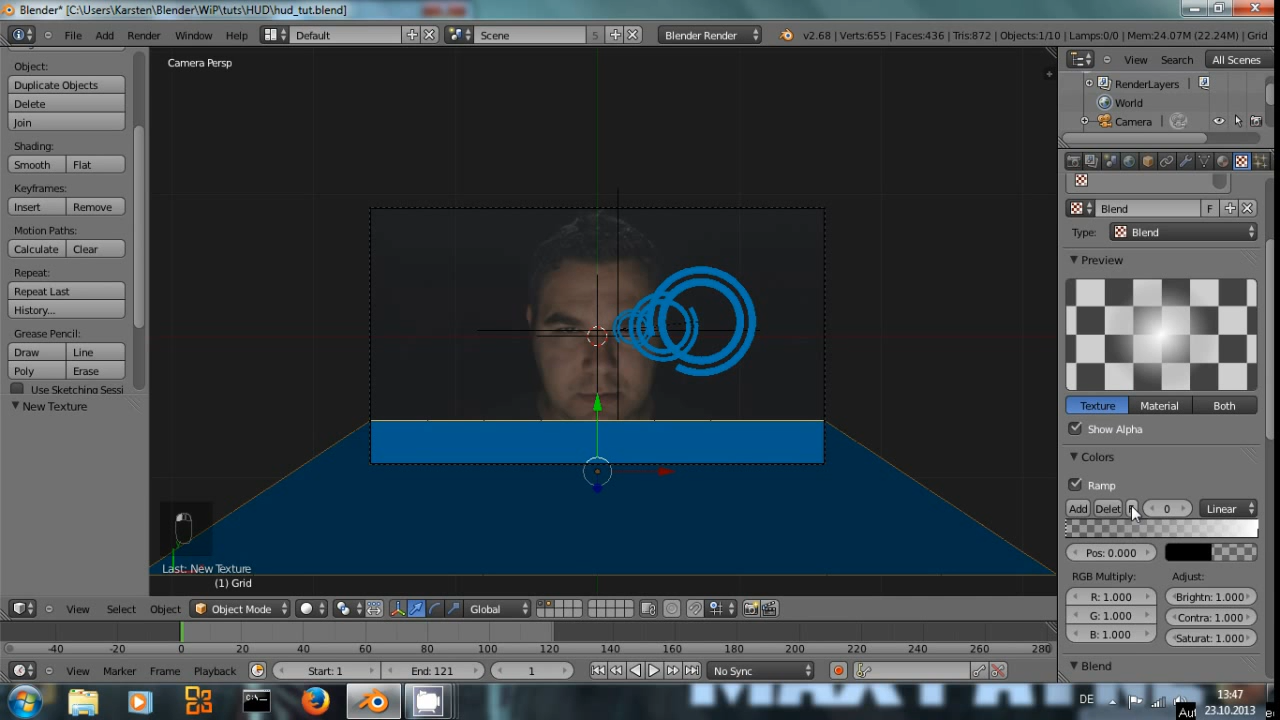 Blender* [C:\Users\Karsten\Blender\WiP\tuts\HUD\hud_tut.blend]
File Add Render Window Help Default Scene 5 Blender Render v2.68 | Verts:655 | Faces:436 | Tris:872 | Objects:1/10 | Lamps:0/0 | Mem:24.07M (22.24M) | Grid
Object:
Duplicate Objects
Delete
Join
Shading:
Smooth Flat
Keyframes:
Insert Remove
Motion Paths:
Calculate Clear
Repeat:
Repeat Last
History...
Grease Pencil:
Draw Line
Poly Erase
Use Sketching Sessi
New Texture
Camera Persp
Last: New Texture
(1) Grid
View Search All Scenes
RenderLayers
World
Camera
Blend F
Type: Blend
Preview
Texture Material Both
Show Alpha
Colors
Ramp
Add Delet 0 Linear
Pos: 0.000
RGB Multiply: Adjust:
R: 1.000 Brightn: 1.000
G: 1.000 Contra: 1.000
B: 1.000 Saturat: 1.000
Blend
View Select Object Object Mode Global
-40 -20 0 20 40 60 80 100 120 140 160 180 200 220 240 260 280
View Marker Frame Playback Start: 1 End: 121 1 No Sync
DE 13:47
23.10.2013